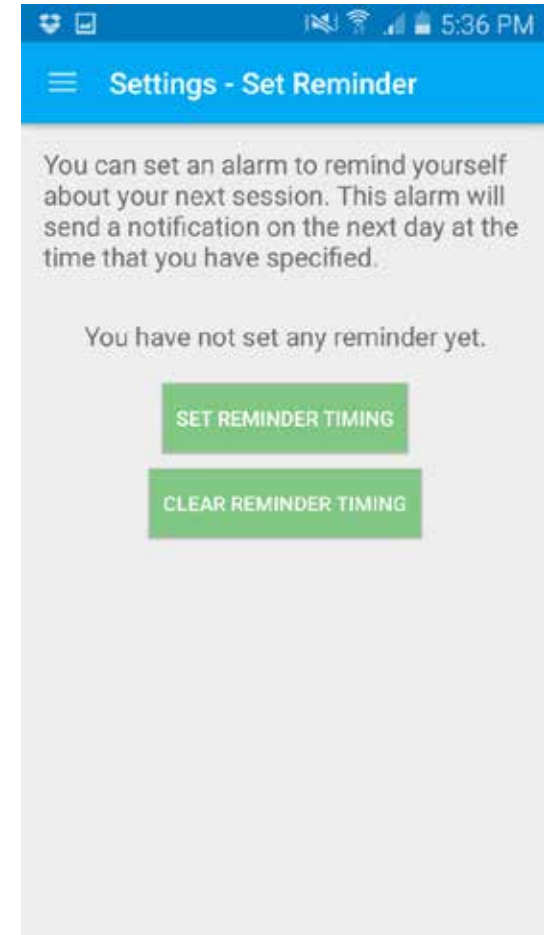 5:36 PM
Settings - Set Reminder
You can set an alarm to remind yourself
about your next session. This alarm will
send a notification on the next day at the
time that you have specified.
You have not set any reminder yet.
SET REMINDER TIMING
CLEAR REMINDER TIMING